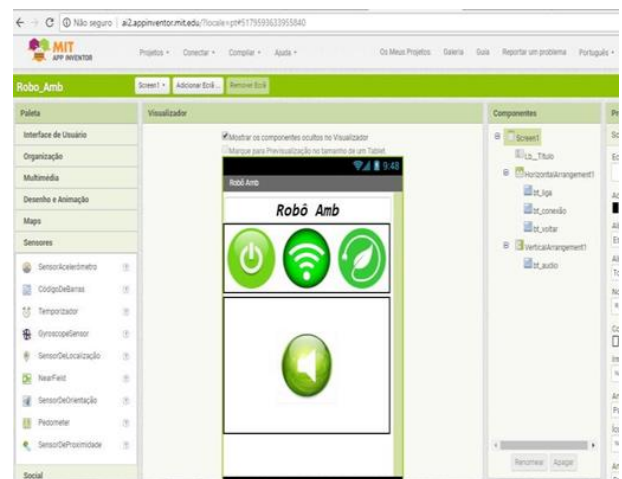 Não seguro | ai2.appinventor.mit.edu/?locale=pt#5179593633955840
MIT
APP INVENTOR
Projetos
Conectar
Compilar
Ajuda
Os Meus Projetos
Galeria
Guia
Reportar um problema
Português
Robo_Amb
Screen1
Adicionar Ecrã ...
Remover Ecrã
Paleta
Visualizador
Componentes
Interface de Usuário
Organização
Multimédia
Desenho e Animação
Maps
Sensores
SensorAcelerómetro
CódigoDeBarras
Temporizador
GyroscopeSensor
SensorDeLocalização
NearField
SensorDeOrientação
Pedometer
SensorDeProximidade
Social
Mostrar os componentes ocultos no Visualizador
Marque para Previsualização no tamanho de um Tablet.
9:48
Robô Amb
Robô Amb
Screen1
Lb_Titulo
HorizontalArrangement1
bt_liga
bt_conexão
bt_voltar
VerticalArrangement1
bt_audio
Renomear
Apagar